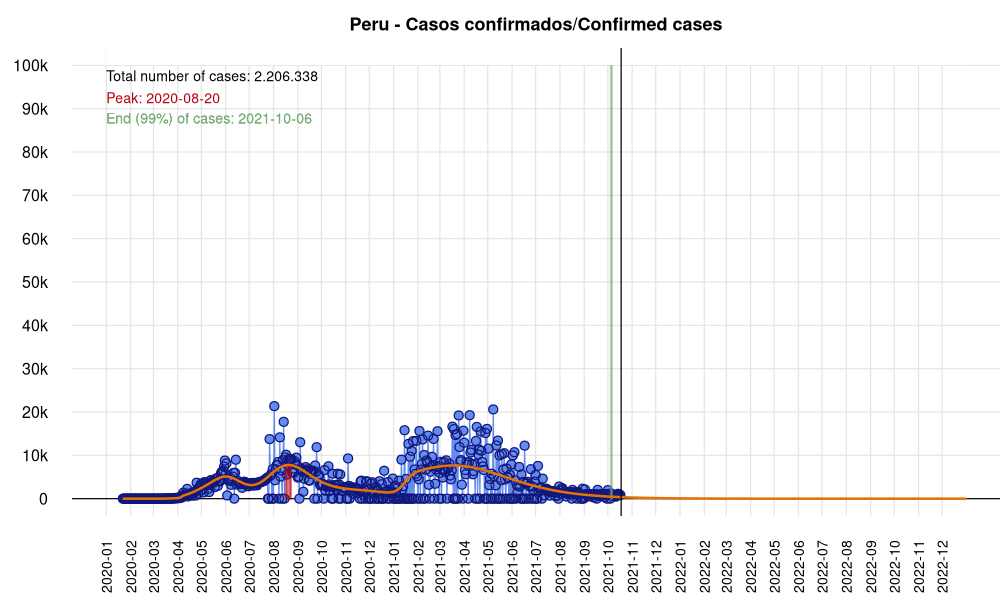 Peru - Casos confirmados/Confirmed cases
100k
90k
80k
70k
60k
50k
40k
30k
20k
10k
0
Total number of cases: 2.206.338
Peak: 2020-08-20
End (99%) of cases: 2021-10-06
2020-01
2020-02
2020-03
2020-04
2020-05
2020-06
2020-07
2020-08
2020-09
2020-10
2020-11
2020-12
2021-01
2021-02
2021-03
2021-04
2021-05
2021-06
2021-07
2021-08
2021-09
2021-10
2021-11
2021-12
2022-01
2022-02
2022-03
2022-04
2022-05
2022-06
2022-07
2022-08
2022-09
2022-10
2022-11
2022-12